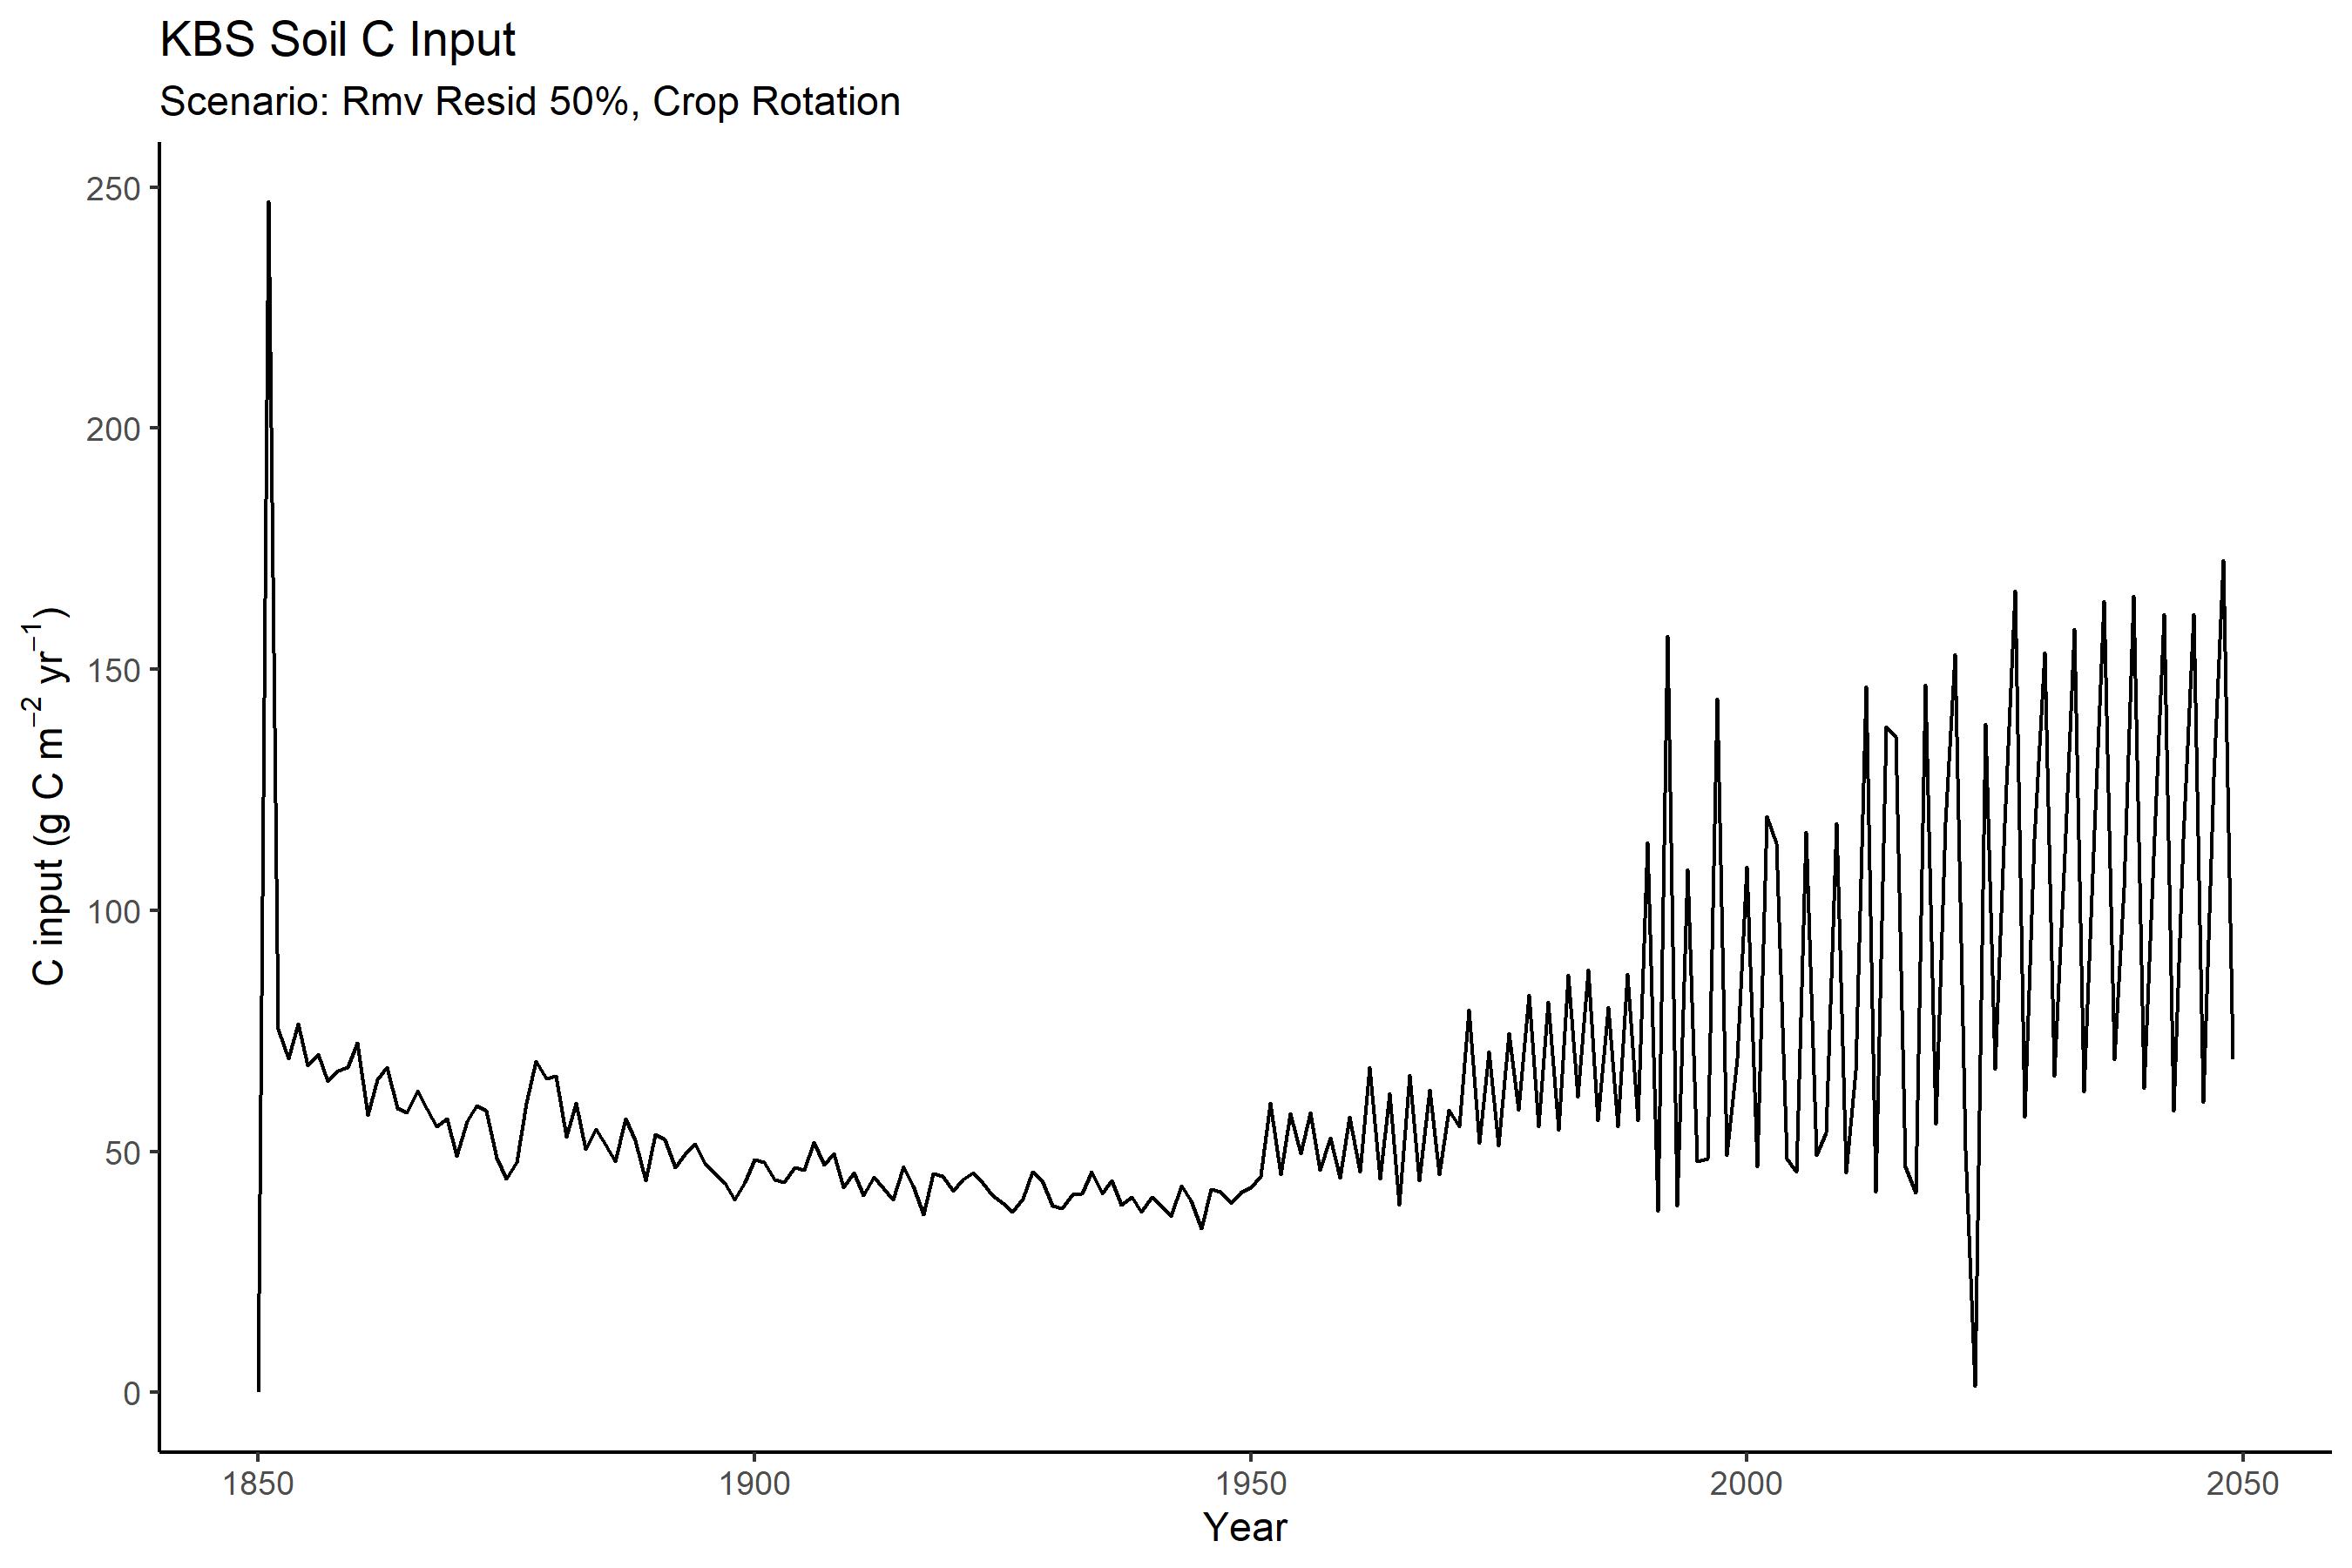 KBS Soil C Input
Scenario: Rmv Resid 50%, Crop Rotation
C input (g C m⁻² yr⁻¹)
250
200
150
100
50
0
1850 1900 1950 2000 2050
Year